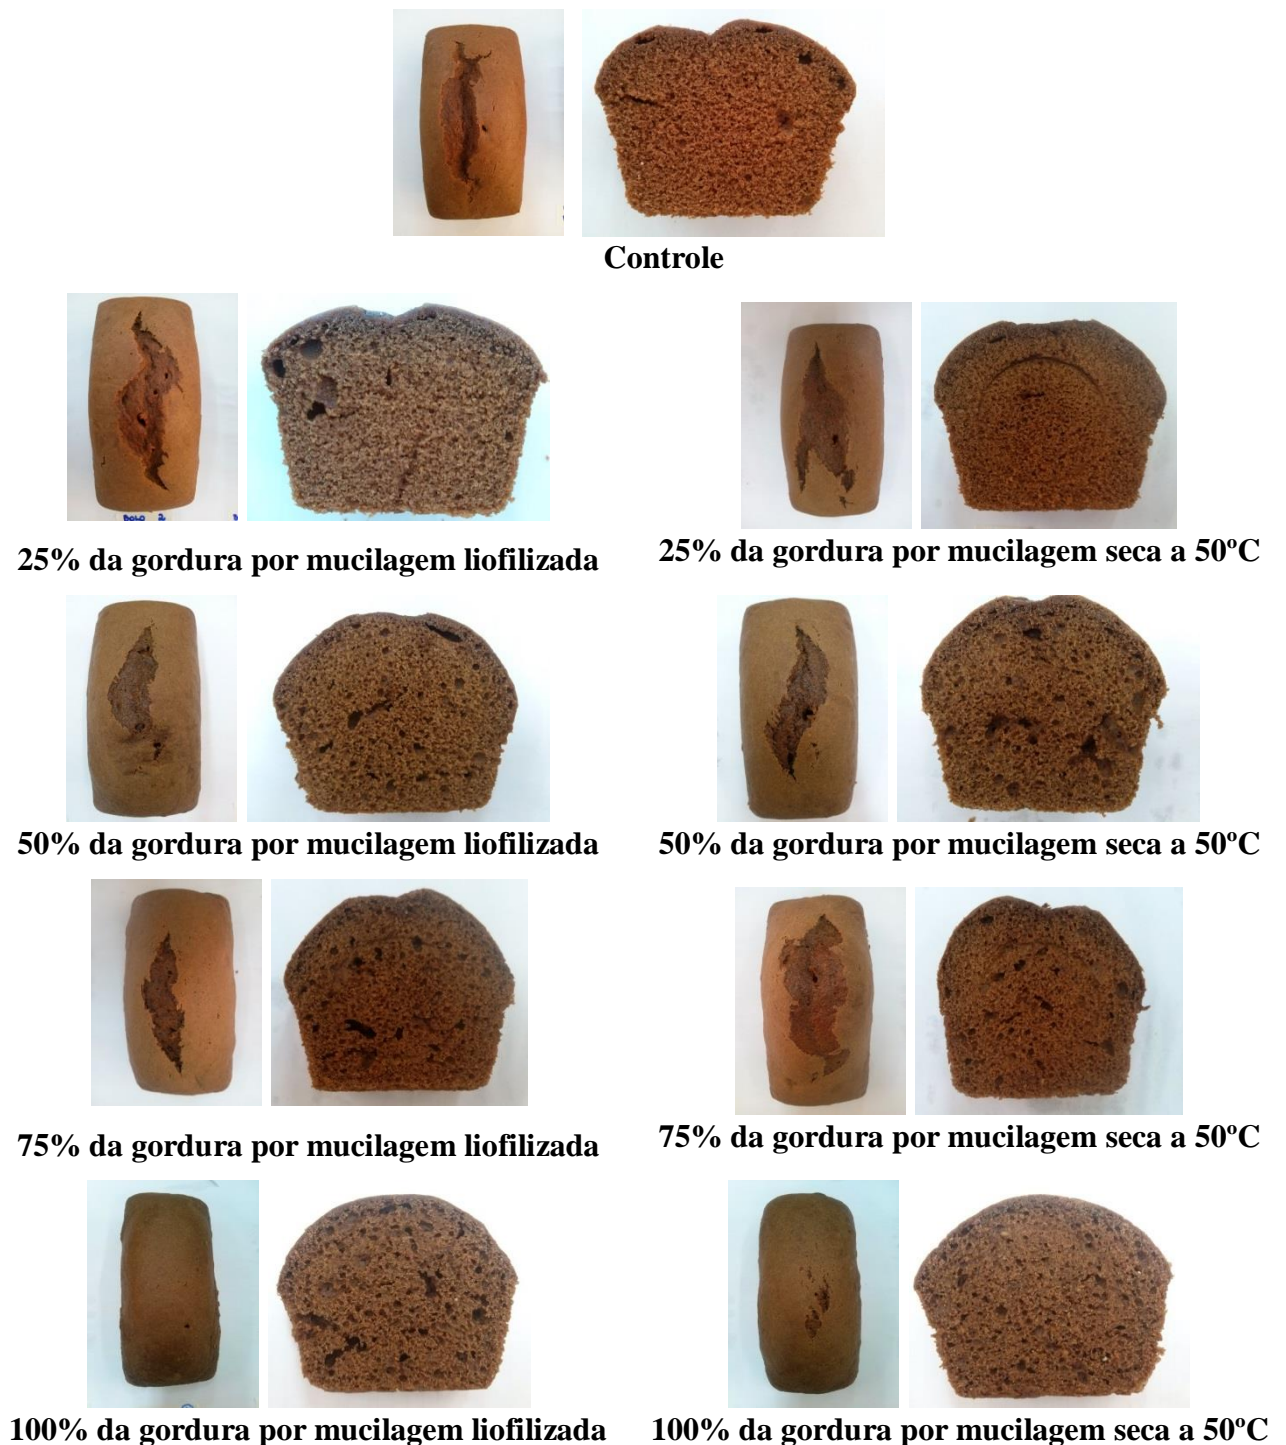 Controle
BOLO 2
25% da gordura por mucilagem liofilizada
25% da gordura por mucilagem seca a 50ºC
50% da gordura por mucilagem liofilizada
50% da gordura por mucilagem seca a 50ºC
75% da gordura por mucilagem liofilizada
75% da gordura por mucilagem seca a 50ºC
100% da gordura por mucilagem liofilizada
100% da gordura por mucilagem seca a 50ºC